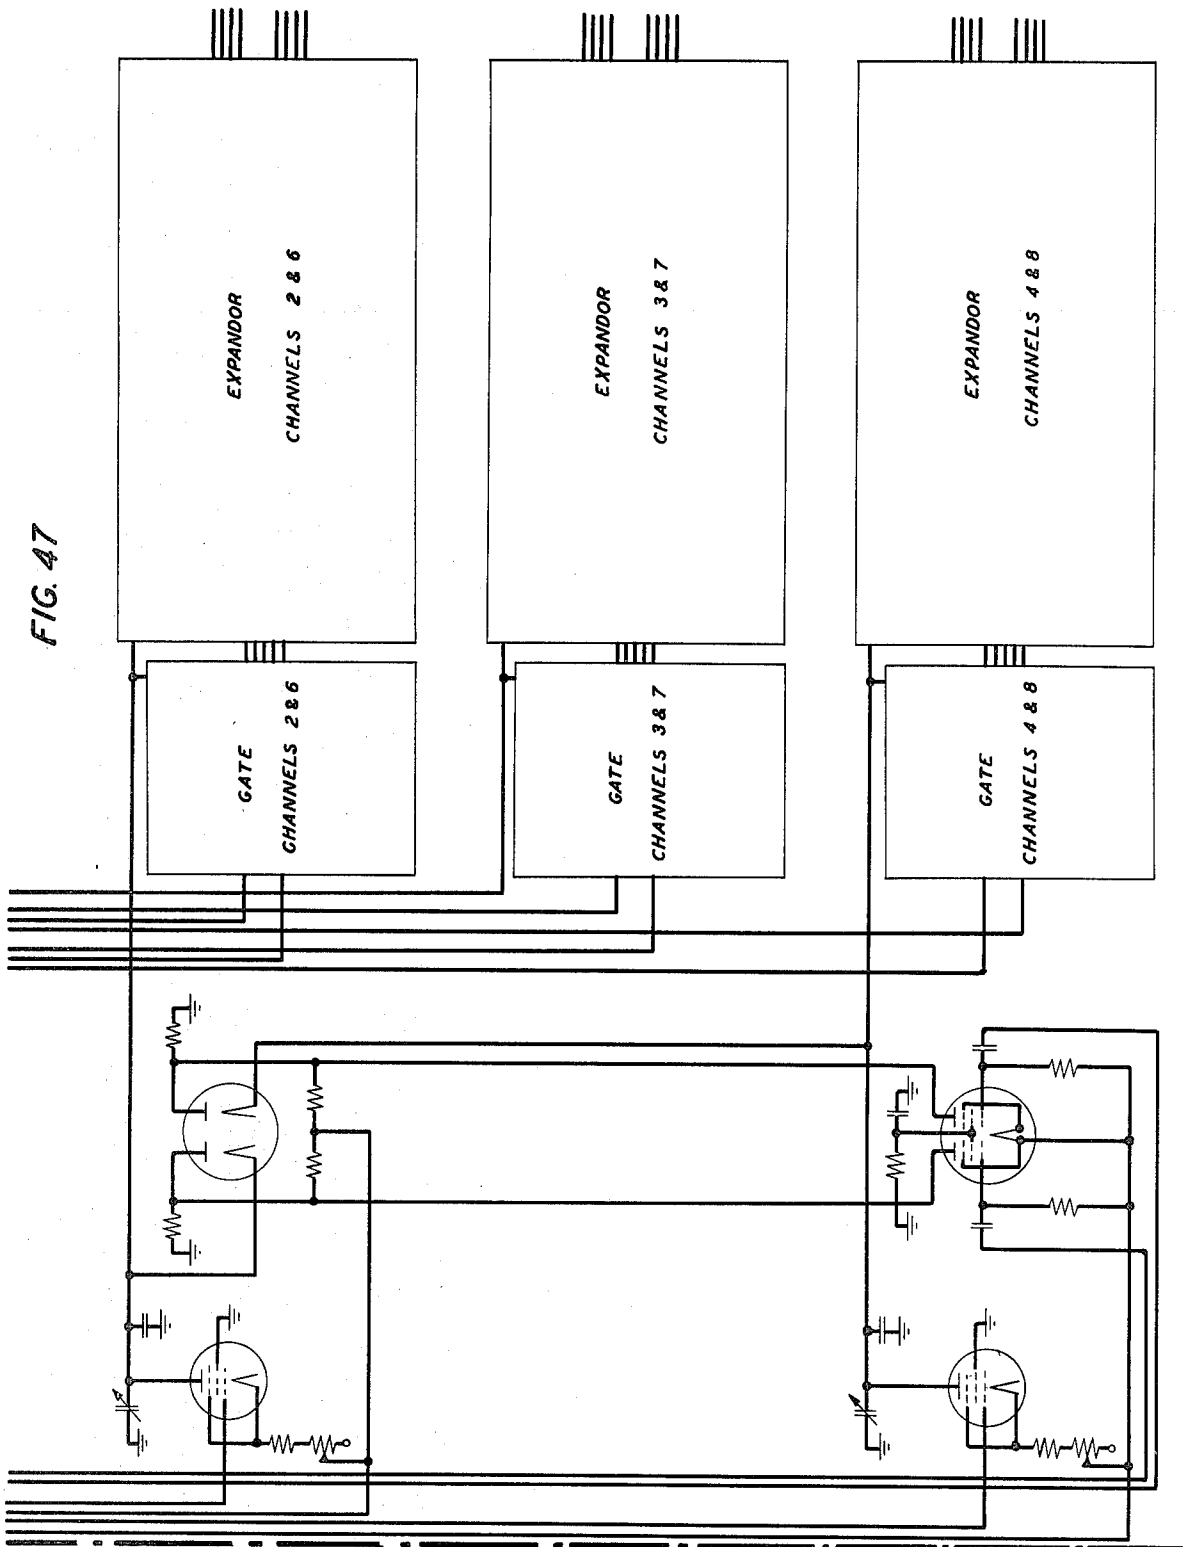 FIG. 47
EXPANDOR
CHANNELS 2 & 6
GATE
CHANNELS 2 & 6
EXPANDOR
CHANNELS 3 & 7
GATE
CHANNELS 3 & 7
EXPANDOR
CHANNELS 4 & 8
GATE
CHANNELS 4 & 8